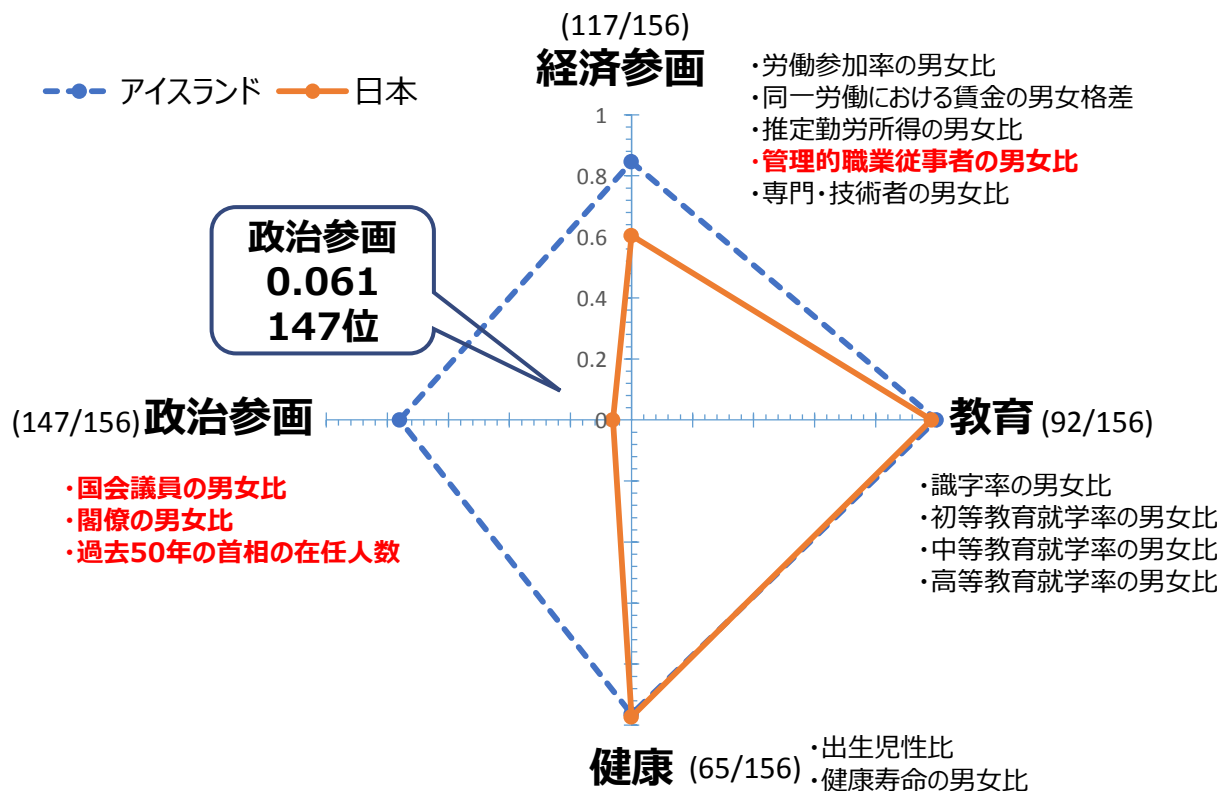 (117/156)
経済参画
アイスランド 日本
・労働参加率の男女比
・同一労働における賃金の男女格差
・推定勤労所得の男女比
・管理的職業従事者の男女比
・専門・技術者の男女比
1
0.8
0.6
0.4
0.2
0
政治参画
0.061
147位
(147/156) 政治参画
・国会議員の男女比
・閣僚の男女比
・過去50年の首相の在任人数
教育 (92/156)
・識字率の男女比
・初等教育就学率の男女比
・中等教育就学率の男女比
・高等教育就学率の男女比
健康 (65/156)
・出生児性比
・健康寿命の男女比